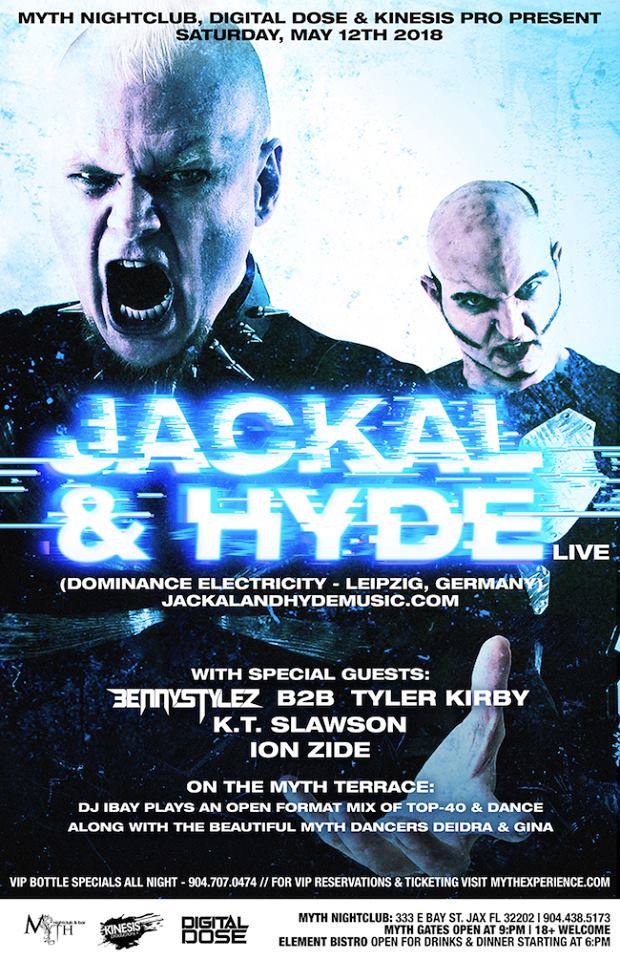 MYTH NIGHTCLUB, DIGITAL DOSE & KINESIS PRO PRESENT
SATURDAY, MAY 12TH 2018
JACKAL
& HYDE LIVE
(DOMINANCE ELECTRICITY - LEIPZIG, GERMANY)
JACKALANDHYDEMUSIC.COM
WITH SPECIAL GUESTS:
BENNYSTYLEZ B2B TYLER KIRBY
K.T. SLAWSON
ION ZIDE
ON THE MYTH TERRACE:
DJ IBAY PLAYS AN OPEN FORMAT MIX OF TOP-40 & DANCE
ALONG WITH THE BEAUTIFUL MYTH DANCERS DEIDRA & GINA
VIP BOTTLE SPECIALS ALL NIGHT - 904.707.0474 // FOR VIP RESERVATIONS & TICKETING VISIT MYTHEXPERIENCE.COM
MYTH nightclub & bar
KINESIS
DIGITAL
DOSE
MYTH NIGHTCLUB: 333 E BAY ST. JAX FL 32202 | 904.438.5173
MYTH GATES OPEN AT 9PM | 18+ WELCOME
ELEMENT BISTRO OPEN FOR DRINKS & DINNER STARTING AT 6PM